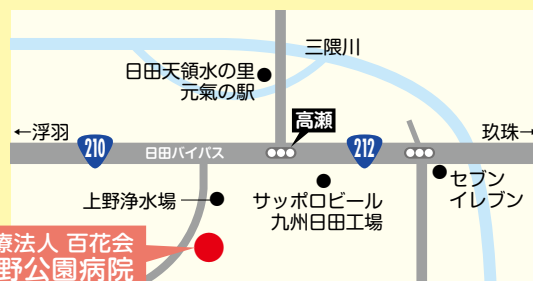 三隈川
日田天領水の里
元氣の駅
高瀬
←浮羽
210
日田バイパス
212
玖珠→
上野浄水場
サッポロビール
九州日田工場
セブン
イレブン
療法人 百花会
野公園病院